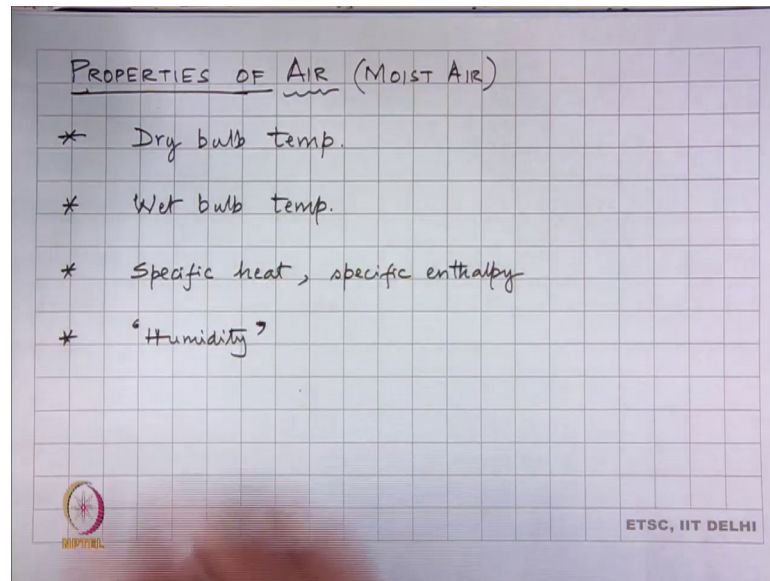 PROPERTIES OF AIR (MOIST AIR)
* Dry bulb temp.
* Wet bulb temp.
* Specific heat, specific enthalpy
* 'Humidity'
NPTEL
ETSC, IIT DELHI